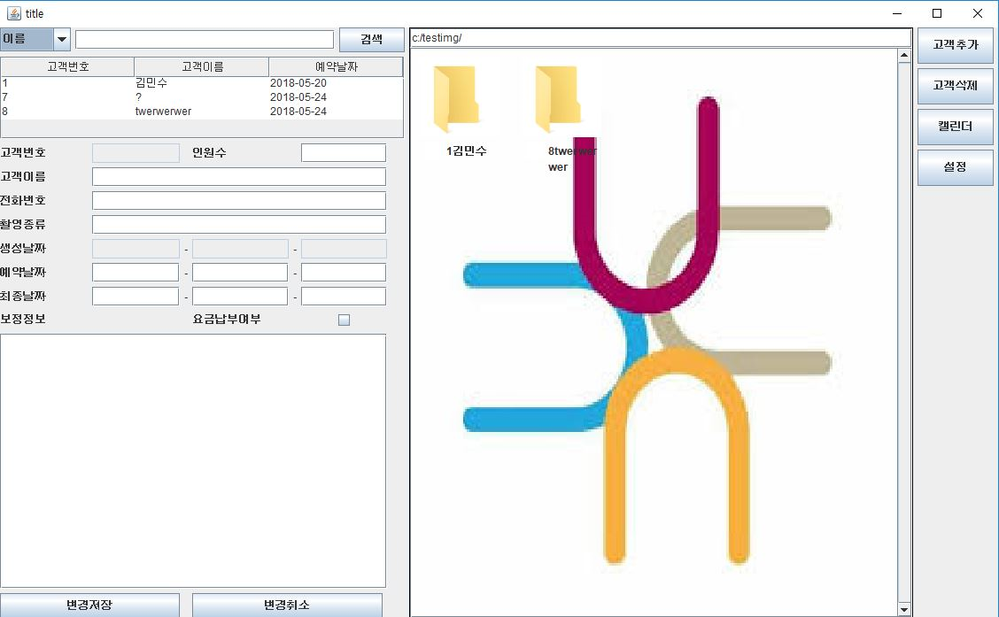 title
이름 검색 c:/testimg/ 고객추가
고객번호 고객이름 예약날짜
1 김민수 2018-05-20
7 ? 2018-05-24
8 twerwerwer 2018-05-24
고객삭제
캘린더
설정
1김민수 8twerwer
wer
고객번호 인원수
고객이름
전화번호
촬영종류
생성날짜 - -
예약날짜 - -
최종날짜 - -
보정정보 요금납부여부
변경저장 변경취소